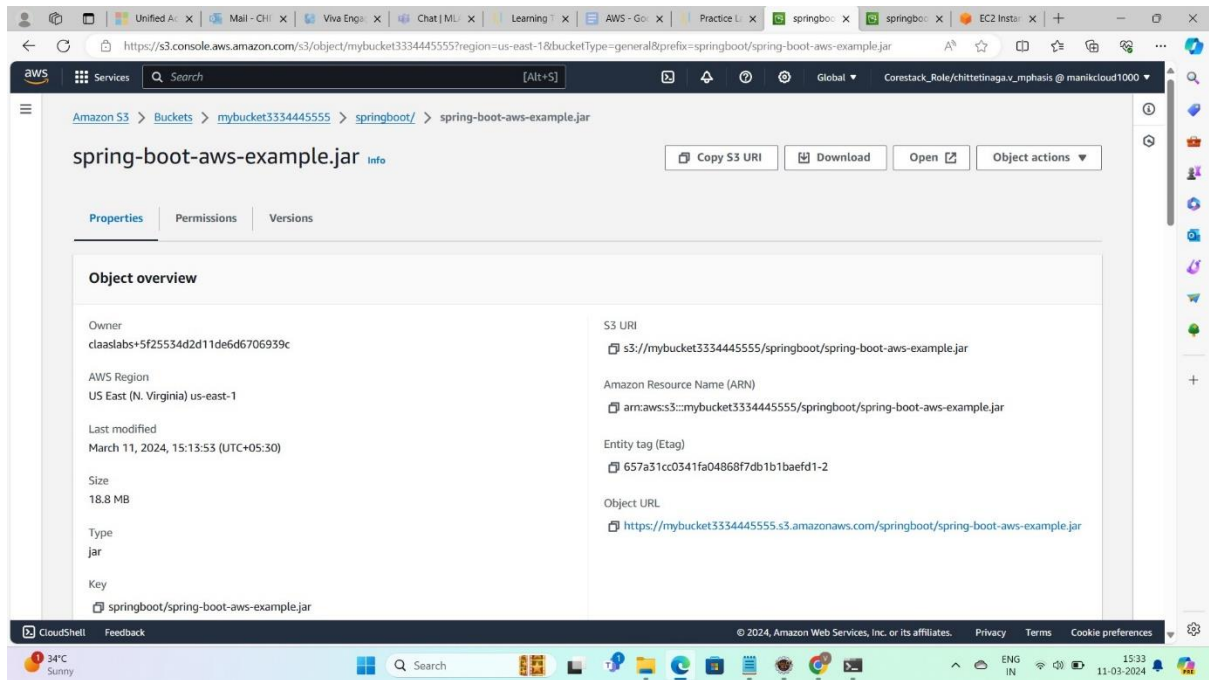 Unified Ac
Mail - CHI
Viva Enga
Chat | MLI
Learning T
AWS - Goo
Practice La
springboo
springboo
EC2 Instan
https://s3.console.aws.amazon.com/s3/object/mybucket3334445555?region=us-east-1&bucketType=general&prefix=springboot/spring-boot-aws-example.jar
aws
Services
Search
[Alt+S]
Global
Corestack_Role/chittetinaga.v_mphasis @ manikcloud1000
Amazon S3 > Buckets > mybucket3334445555 > springboot/ > spring-boot-aws-example.jar
spring-boot-aws-example.jar Info
Copy S3 URI
Download
Open
Object actions
Properties
Permissions
Versions
Object overview
Owner
claaslabs+5f25534d2d11de6d6706939c
AWS Region
US East (N. Virginia) us-east-1
Last modified
March 11, 2024, 15:13:53 (UTC+05:30)
Size
18.8 MB
Type
jar
Key
springboot/spring-boot-aws-example.jar
S3 URI
s3://mybucket3334445555/springboot/spring-boot-aws-example.jar
Amazon Resource Name (ARN)
arn:aws:s3:::mybucket3334445555/springboot/spring-boot-aws-example.jar
Entity tag (Etag)
657a31cc0341fa04868f7db1b1baefd1-2
Object URL
https://mybucket3334445555.s3.amazonaws.com/springboot/spring-boot-aws-example.jar
CloudShell
Feedback
© 2024, Amazon Web Services, Inc. or its affiliates.
Privacy
Terms
Cookie preferences
1
34°C
Sunny
Search
ENG
IN
15:33
11-03-2024